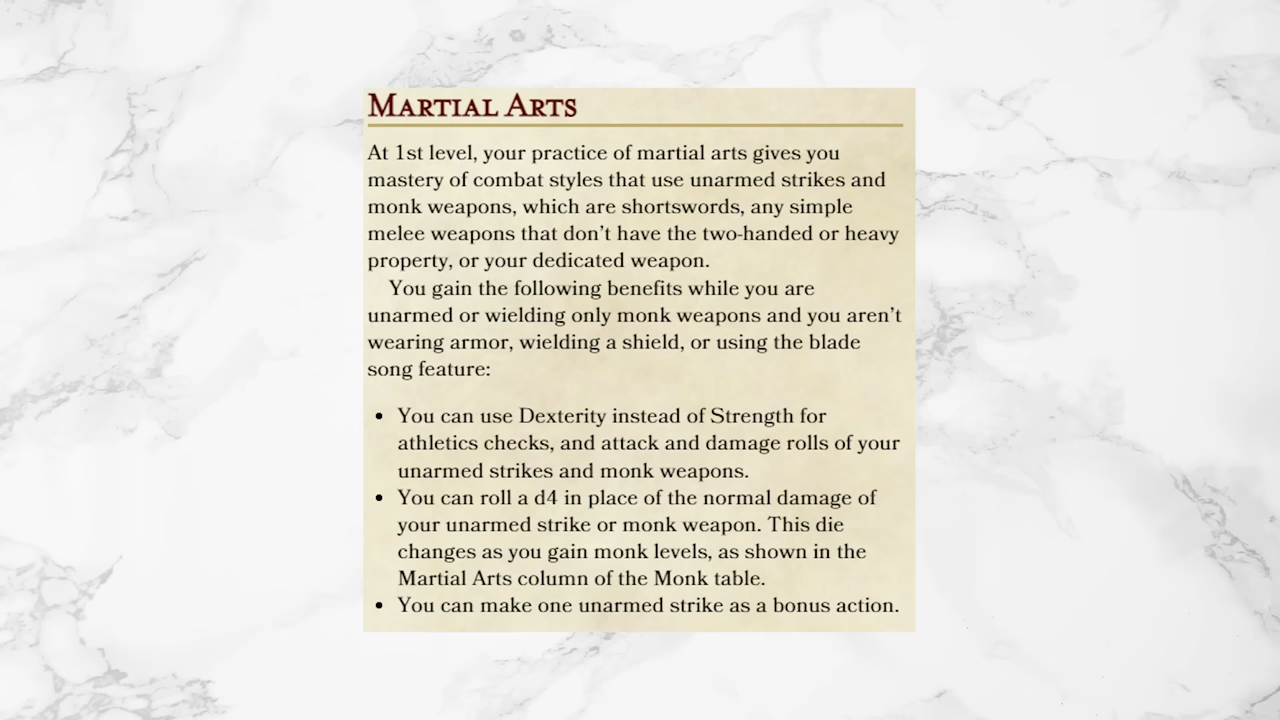 Martial Arts
At 1st level, your practice of martial arts gives you
mastery of combat styles that use unarmed strikes and
monk weapons, which are shortswords, any simple
melee weapons that don't have the two-handed or heavy
property, or your dedicated weapon.
You gain the following benefits while you are
unarmed or wielding only monk weapons and you aren't
wearing armor, wielding a shield, or using the blade
song feature:
• You can use Dexterity instead of Strength for
athletics checks, and attack and damage rolls of your
unarmed strikes and monk weapons.
• You can roll a d4 in place of the normal damage of
your unarmed strike or monk weapon. This die
changes as you gain monk levels, as shown in the
Martial Arts column of the Monk table.
• You can make one unarmed strike as a bonus action.